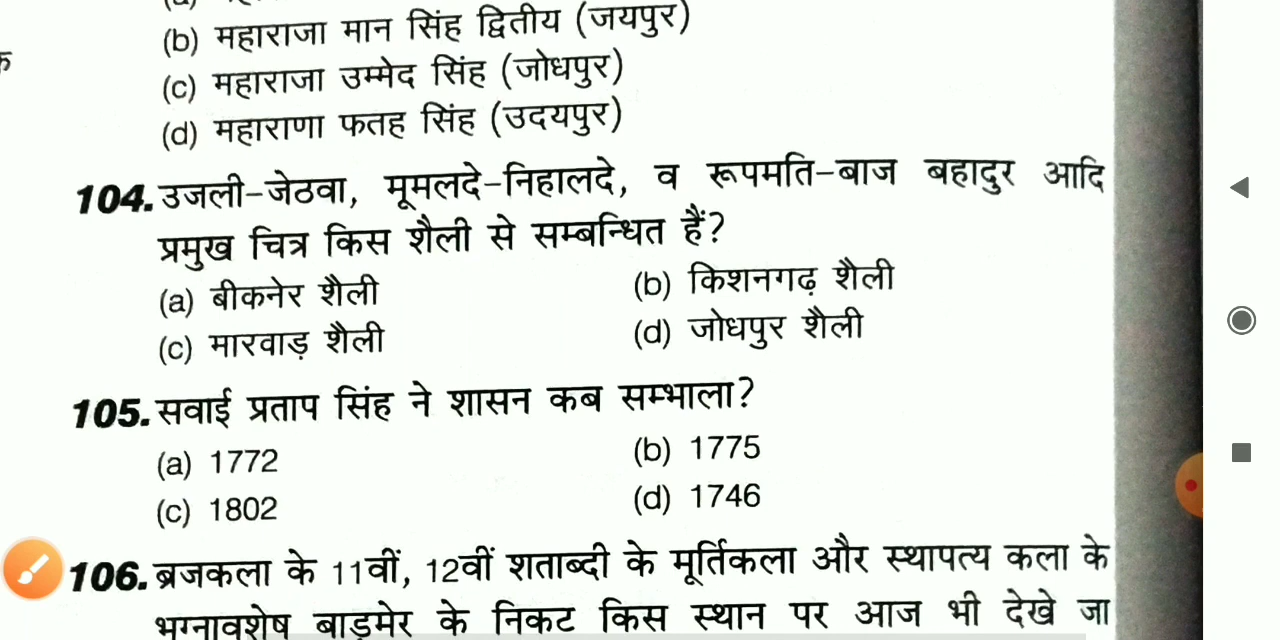 (b) महाराजा मान सिंह द्वितीय (जयपुर)
(c) महाराजा उम्मेद सिंह (जोधपुर)
(d) महाराणा फतह सिंह (उदयपुर)
104. उजली-जेठवा, मूमलदे-निहालदे, व रूपमति-बाज बहादुर आदि
प्रमुख चित्र किस शैली से सम्बन्धित हैं?
(a) बीकनेर शैली (b) किशनगढ़ शैली
(c) मारवाड़ शैली (d) जोधपुर शैली
105. सवाई प्रताप सिंह ने शासन कब सम्भाला?
(a) 1772 (b) 1775
(c) 1802 (d) 1746
106. ब्रजकला के 11वीं, 12वीं शताब्दी के मूर्तिकला और स्थापत्य कला के
भग्नावशेष बाड़मेर के निकट किस स्थान पर आज भी देखे जा